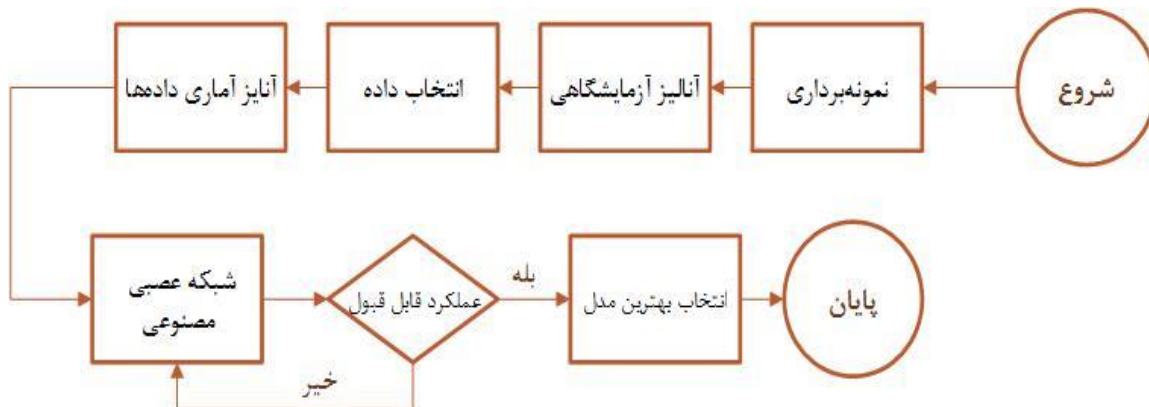 شروع
نمونه‌برداری
آنالیز آزمایشگاهی
انتخاب داده
آنایز آماری داده‌ها
شبکه عصبی
مصنوعی
عملکرد قابل قبول
بله
انتخاب بهترین مدل
پایان
خیر